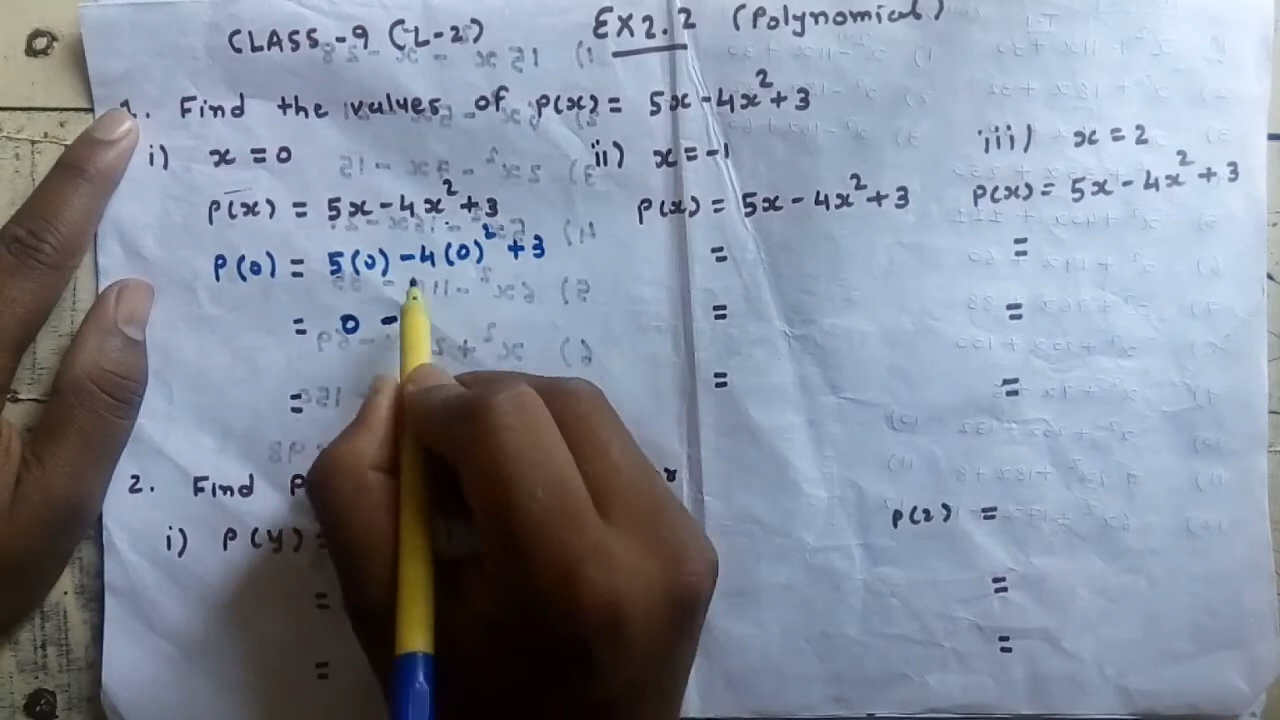 CLASS-9 (L-2) EX 2.2 (Polynomial)
1. Find the values of p(x) = 5x - 4x² + 3
i) x = 0
p(x) = 5x - 4x² + 3
p(0) = 5(0) - 4(0)² + 3
= 0 -
=
ii) x = -1
p(x) = 5x - 4x² + 3
=
=
=
iii) x = 2
p(x) = 5x - 4x² + 3
=
=
=
2. Find
i) p(y) =
=
=
p(2) =
=
=